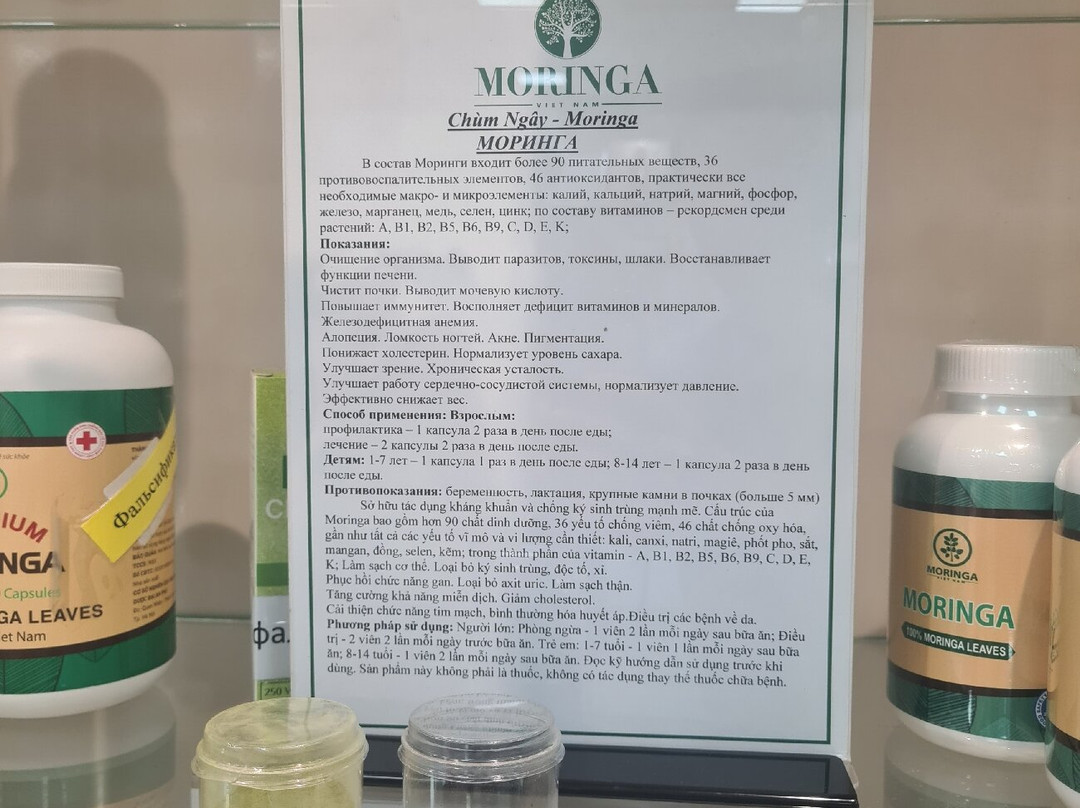 MORINGA
VIET NAM
Chùm Ngây - Moringa
МОРИНГА
В состав Моринги входит более 90 питательных веществ, 36
противовоспалительных элементов, 46 антиоксидантов, практически все
необходимые макро- и микроэлементы: калий, кальций, натрий, магний, фосфор,
железо, марганец, медь, селен, цинк; по составу витаминов – рекордсмен среди
растений: A, B1, B2, B5, B6, B9, C, D, E, K;
Показания:
Очищение организма. Выводит паразитов, токсины, шлаки. Восстанавливает
функции печени.
Чистит почки. Выводит мочевую кислоту.
Повышает иммунитет. Восполняет дефицит витаминов и минералов.
Железодефицитная анемия.
Алопеция. Ломкость ногтей. Акне. Пигментация.
Понижает холестерин. Нормализует уровень сахара.
Улучшает зрение. Хроническая усталость.
Улучшает работу сердечно-сосудистой системы, нормализует давление.
Эффективно снижает вес.
Способ применения: Взрослым:
профилактика – 1 капсула 2 раза в день после еды;
лечение – 2 капсулы 2 раза в день после еды.
Детям: 1-7 лет – 1 капсула 1 раз в день после еды; 8-14 лет – 1 капсула 2 раза в день
после еды.
Противопоказания: беременность, лактация, крупные камни в почках (больше 5 мм)
Sở hữu tác dụng kháng khuẩn và chống ký sinh trùng mạnh mẽ. Cấu trúc của
Moringa bao gồm hơn 90 chất dinh dưỡng, 36 yếu tố chống viêm, 46 chất chống oxy hóa,
gần như tất cả các yếu tố vĩ mô và vi lượng cần thiết: kali, canxi, natri, magiê, phốt pho, sắt,
mangan, đồng, selen, kẽm; trong thành phần của vitamin - A, B1, B2, B5, B6, B9, C, D, E,
K; Làm sạch cơ thể. Loại bỏ ký sinh trùng, độc tố, xỉ.
Phục hồi chức năng gan. Loại bỏ axit uric. Làm sạch thận.
Tăng cường khả năng miễn dịch. Giảm cholesterol.
Cải thiện chức năng tim mạch, bình thường hóa huyết áp.Điều trị các bệnh về da.
Phương pháp sử dụng: Người lớn: Phòng ngừa - 1 viên 2 lần mỗi ngày sau bữa ăn; Điều
trị - 2 viên 2 lần mỗi ngày trước bữa ăn. Trẻ em: 1-7 tuổi - 1 viên 1 lần mỗi ngày sau bữa
ăn; 8-14 tuổi - 1 viên 2 lần mỗi ngày sau bữa ăn. Đọc kỹ hướng dẫn sử dụng trước khi
dùng. Sản phẩm này không phải là thuốc, không có tác dụng thay thế thuốc chữa bệnh.
Фальсифик
IUM
NGA
Capsules
GA LEAVES
iet Nam
фал
250
MORINGA
VIET NAM
MORINGA
100% MORINGA LEAVES